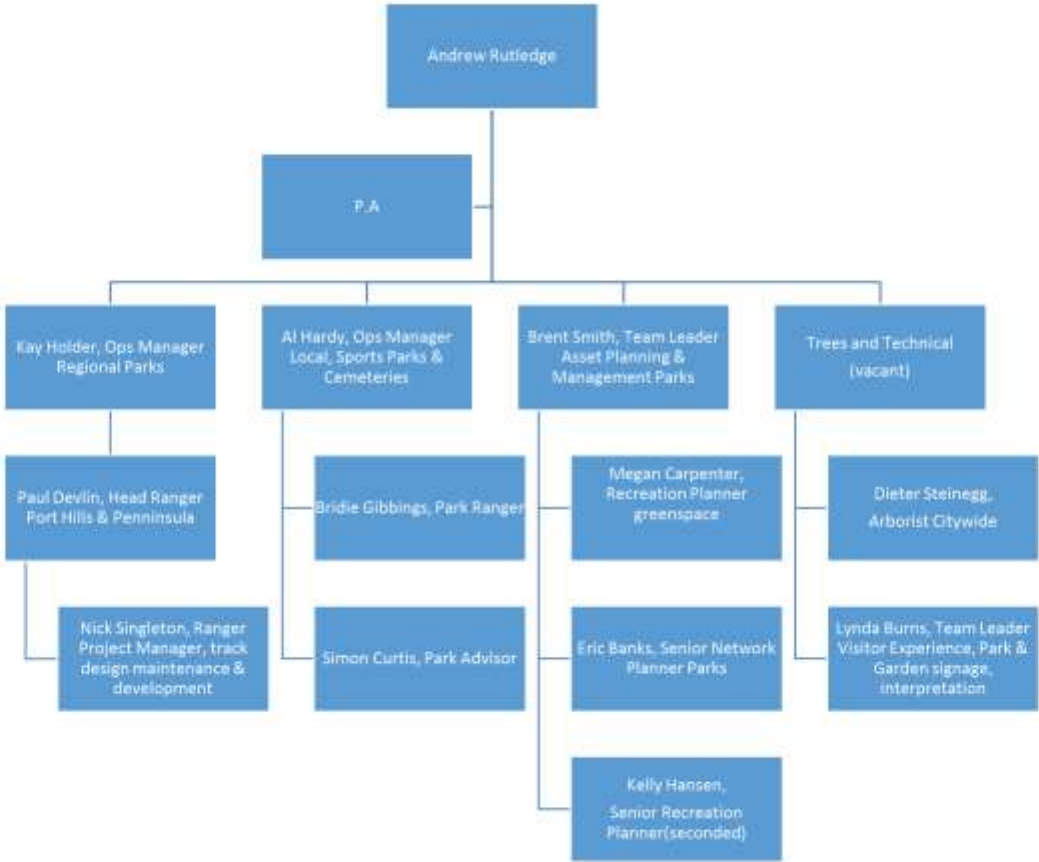 Andrew Rutledge
P.A
Kay Holder, Ops Manager
Regional Parks
Al Hardy, Ops Manager
Local, Sports Parks &
Cemeteries
Brent Smith, Team Leader
Asset Planning &
Management Parks
Trees and Technical
(vacant)
Paul Devlin, Head Ranger
Port Hills & Penninsula
Nick Singleton, Ranger
Project Manager, track
design maintenance &
development
Bridie Gibbings, Park Ranger
Simon Curtis, Park Advisor
Megan Carpenter,
Recreation Planner
greenspace
Eric Banks, Senior Network
Planner Parks
Kelly Hansen,
Senior Recreation
Planner(seconded)
Dieter Steinegg,
Arborist Citywide
Lynda Burns, Team Leader
Visitor Experience, Park &
Garden signage,
interpretation